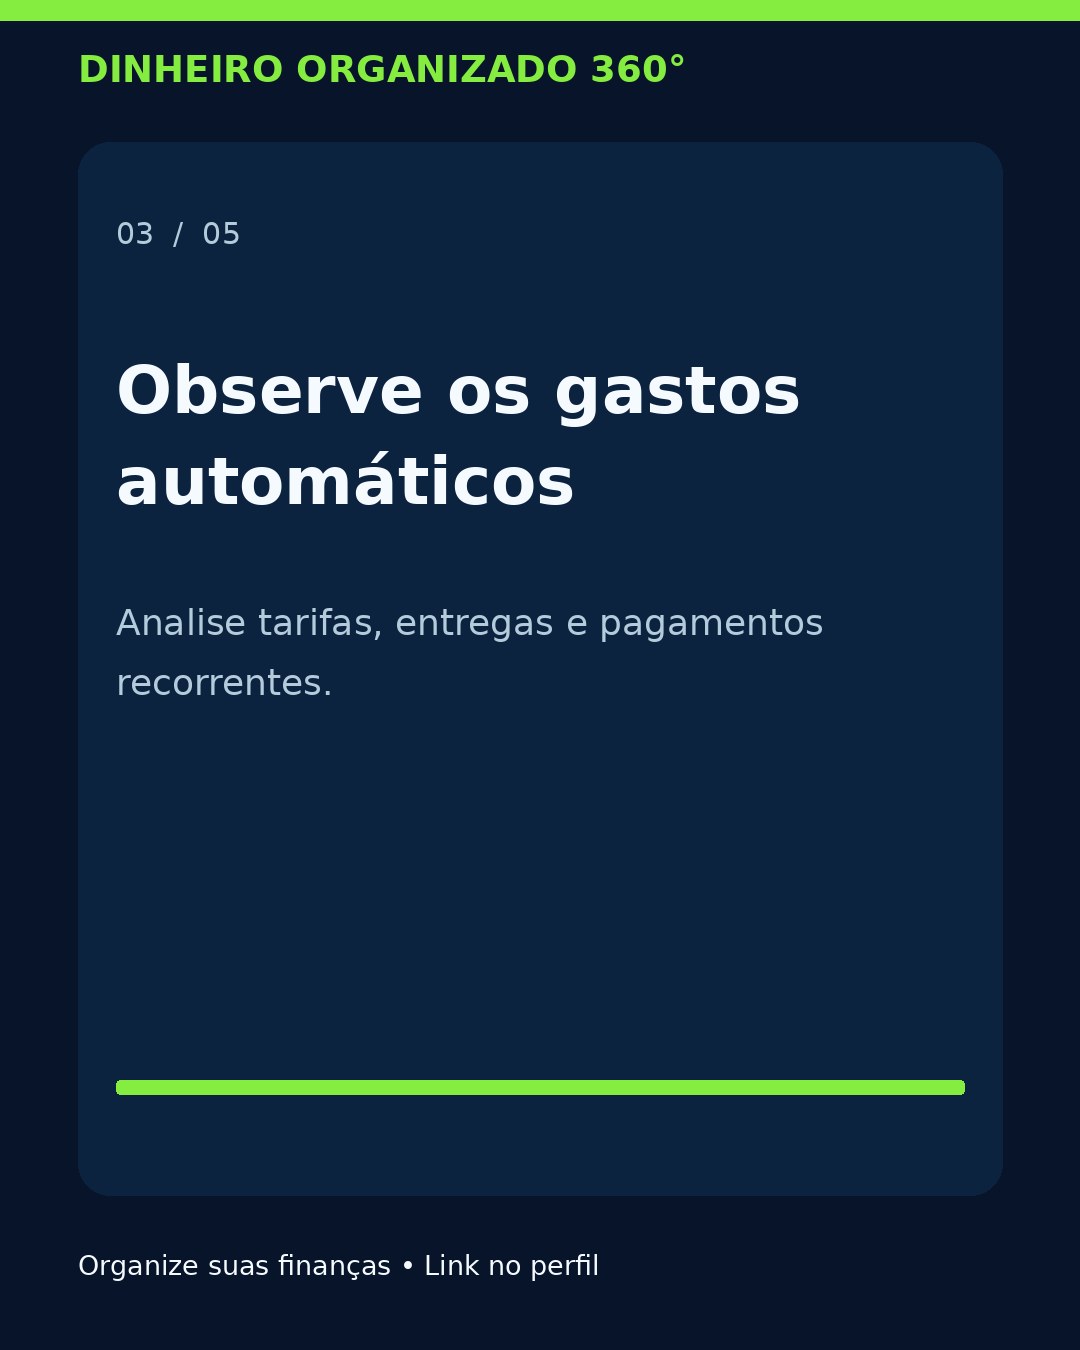 DINHEIRO ORGANIZADO 360°
03 / 05
Observe os gastos
automáticos
Analise tarifas, entregas e pagamentos
recorrentes.
Organize suas finanças • Link no perfil